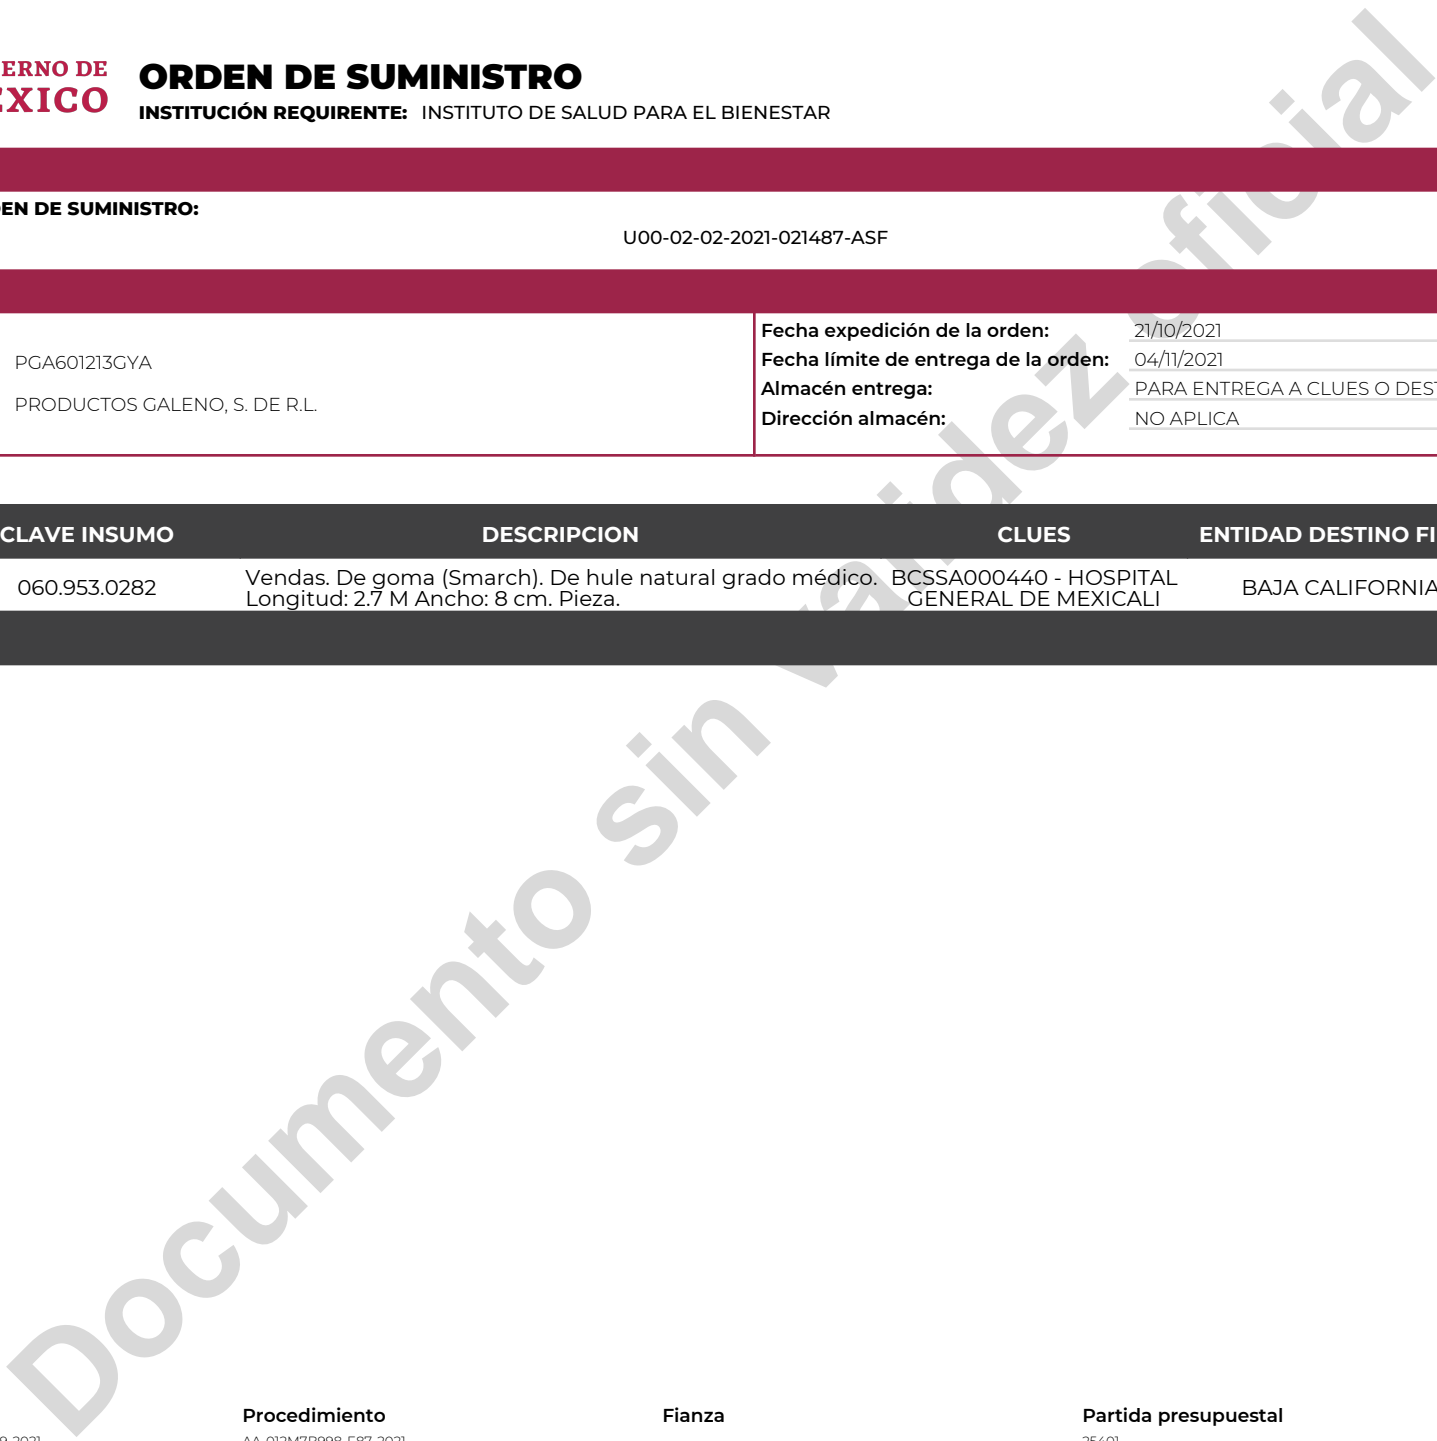 ERNO DE
EXICO
ORDEN DE SUMINISTRO
INSTITUCIÓN REQUIRENTE: INSTITUTO DE SALUD PARA EL BIENESTAR
EN DE SUMINISTRO:
U00-02-02-2021-021487-ASF
PGA601213GYA
PRODUCTOS GALENO, S. DE R.L.
Fecha expedición de la orden: 21/10/2021
Fecha límite de entrega de la orden: 04/11/2021
Almacén entrega: PARA ENTREGA A CLUES O DEST
Dirección almacén: NO APLICA
CLAVE INSUMO DESCRIPCION CLUES ENTIDAD DESTINO FI
060.953.0282
Vendas. De goma (Smarch). De hule natural grado médico.
Longitud: 2.7 M Ancho: 8 cm. Pieza.
BCSSA000440 - HOSPITAL
GENERAL DE MEXICALI
BAJA CALIFORNIA
Documento sin validez oficial
Procedimiento Fianza Partida presupuestal